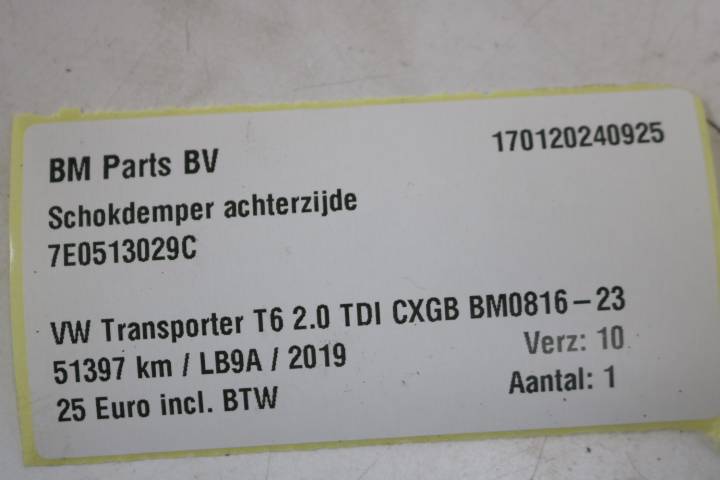 BM Parts BV
170120240925
Schokdemper achterzijde
7E0513029C
VW Transporter T6 2.0 TDI CXGB BM0816-23
51397 km / LB9A / 2019
Verz: 10
25 Euro incl. BTW
Aantal: 1